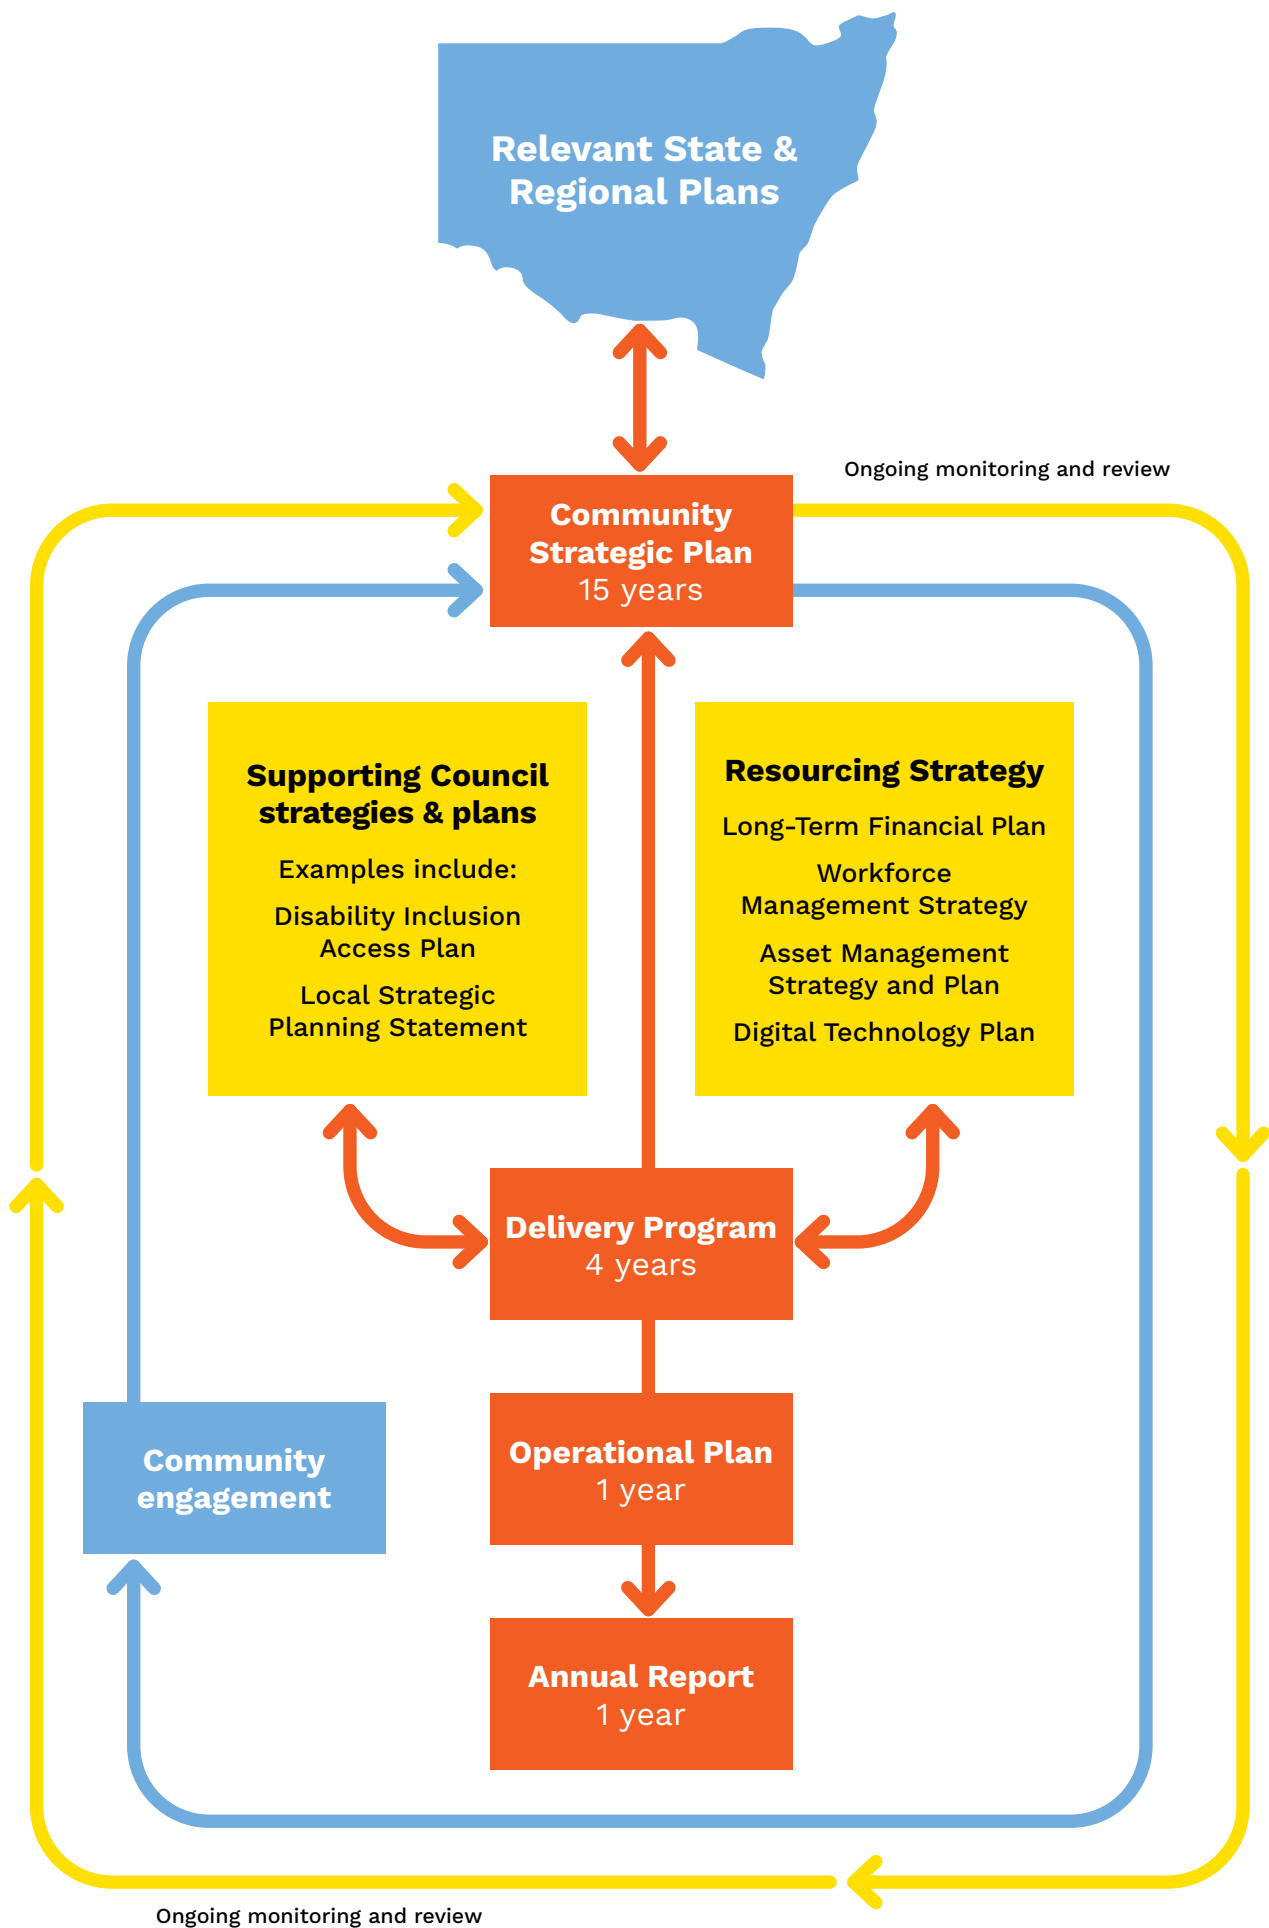 Relevant State &
Regional Plans
Ongoing monitoring and review
Community
Strategic Plan
15 years
Supporting Council
strategies & plans
Examples include:
Disability Inclusion
Access Plan
Local Strategic
Planning Statement
Resourcing Strategy
Long-Term Financial Plan
Workforce
Management Strategy
Asset Management
Strategy and Plan
Digital Technology Plan
Delivery Program
4 years
Community
engagement
Operational Plan
1 year
Annual Report
1 year
Ongoing monitoring and review